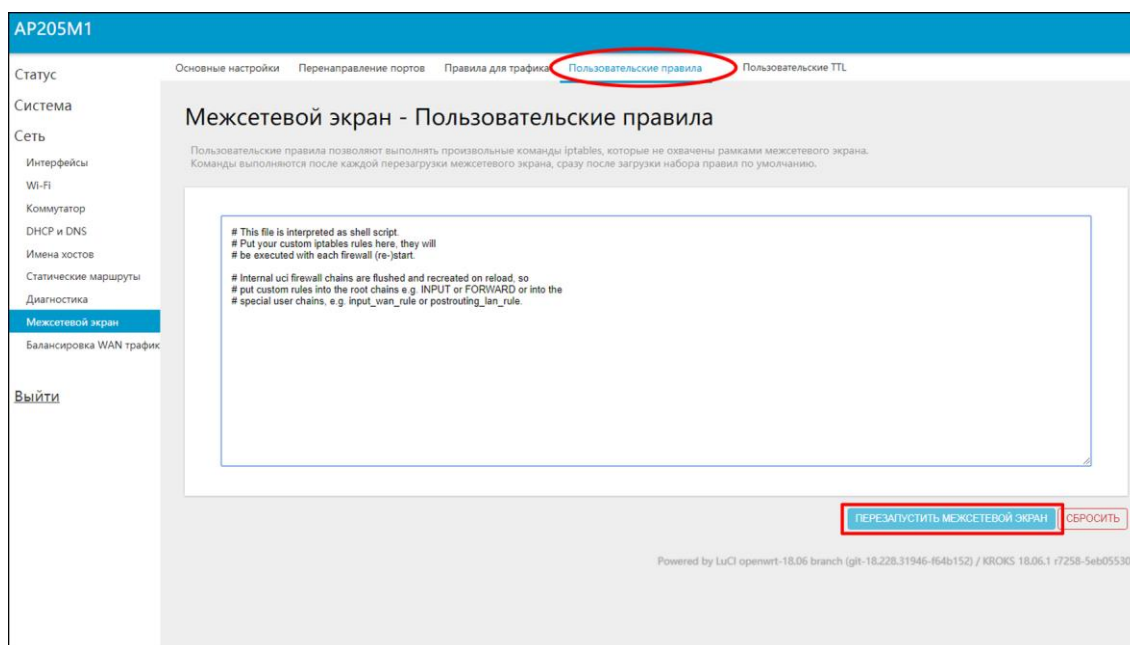 AP205M1
Статус
Система
Сеть
Интерфейсы
Wi-Fi
Коммутатор
DHCP и DNS
Имена хостов
Статические маршруты
Диагностика
Межсетевой экран
Балансировка WAN трафик
Выйти
Основные настройки Перенаправление портов Правила для трафика Пользовательские правила Пользовательские TTL
Межсетевой экран - Пользовательские правила
Пользовательские правила позволяют выполнять произвольные команды iptables, которые не охвачены рамками межсетевого экрана.
Команды выполняются после каждой перезагрузки межсетевого экрана, сразу после загрузки набора правил по умолчанию.
# This file is interpreted as shell script.
# Put your custom iptables rules here, they will
# be executed with each firewall (re-)start.
# Internal uci firewall chains are flushed and recreated on reload, so
# put custom rules into the root chains e.g. INPUT or FORWARD or into the
# special user chains, e.g. input_wan_rule or postrouting_lan_rule.
ПЕРЕЗАПУСТИТЬ МЕЖСЕТЕВОЙ ЭКРАН СБРОСИТЬ
Powered by LuCI openwrt-18.06 branch (git-18.228.31946-f64b152) / KROKS 18.06.1 r7258-5eb05530